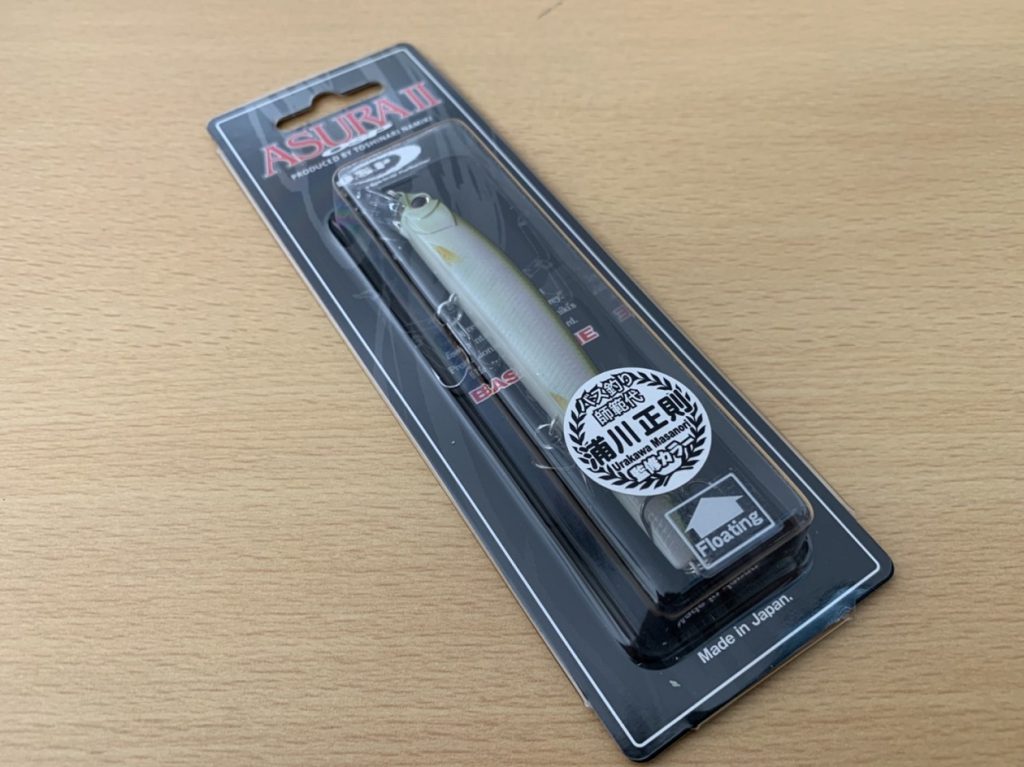 ASURA II
PRODUCED BY TOSHINARI NAMIKI
OSP
バス釣り
師範代
浦川 正則
Urakawa Masanori
監修カラー
Floating
Made in Japan.